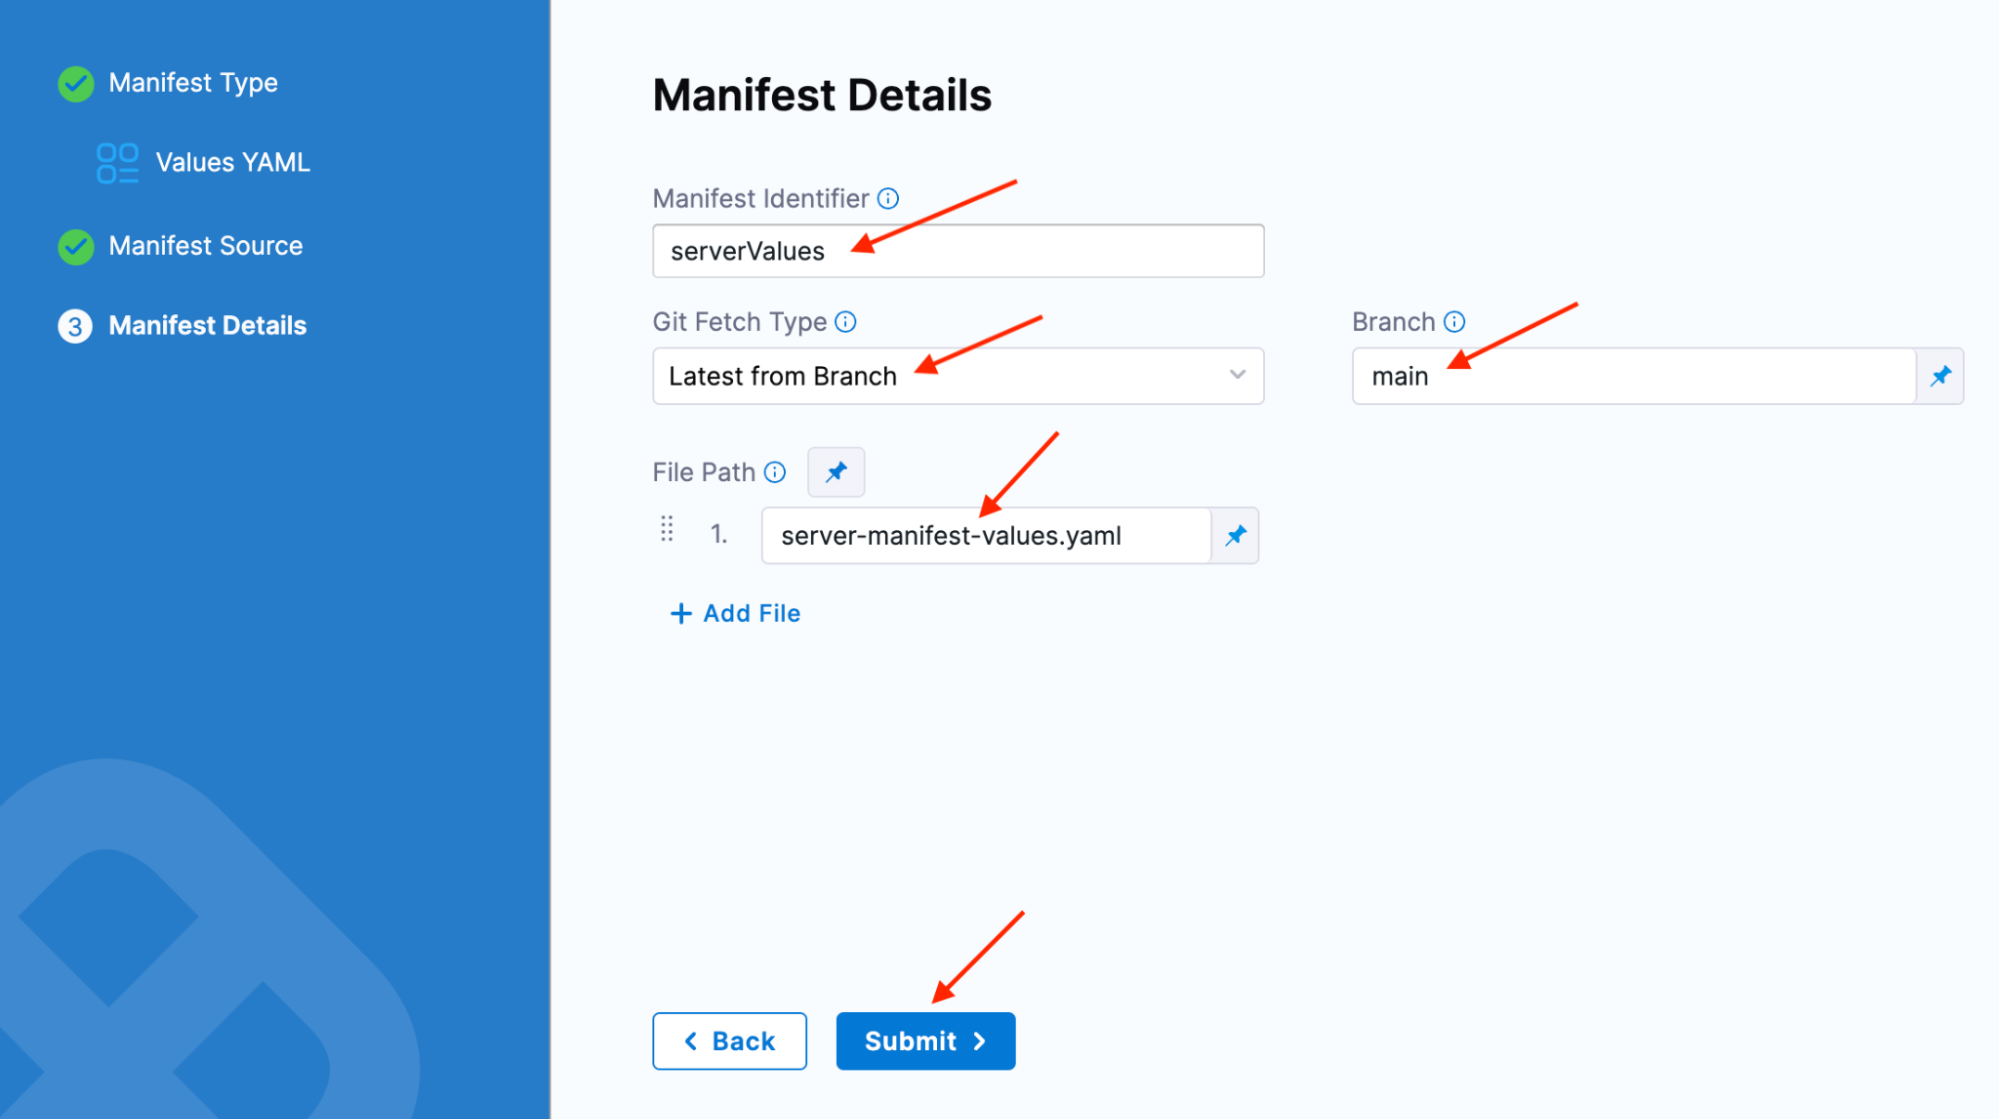 Manifest Type
Values YAML
Manifest Source
3 Manifest Details
Manifest Details
Manifest Identifier
serverValues
Git Fetch Type
Latest from Branch
Branch
main
File Path
1. server-manifest-values.yaml
+ Add File
Back
Submit